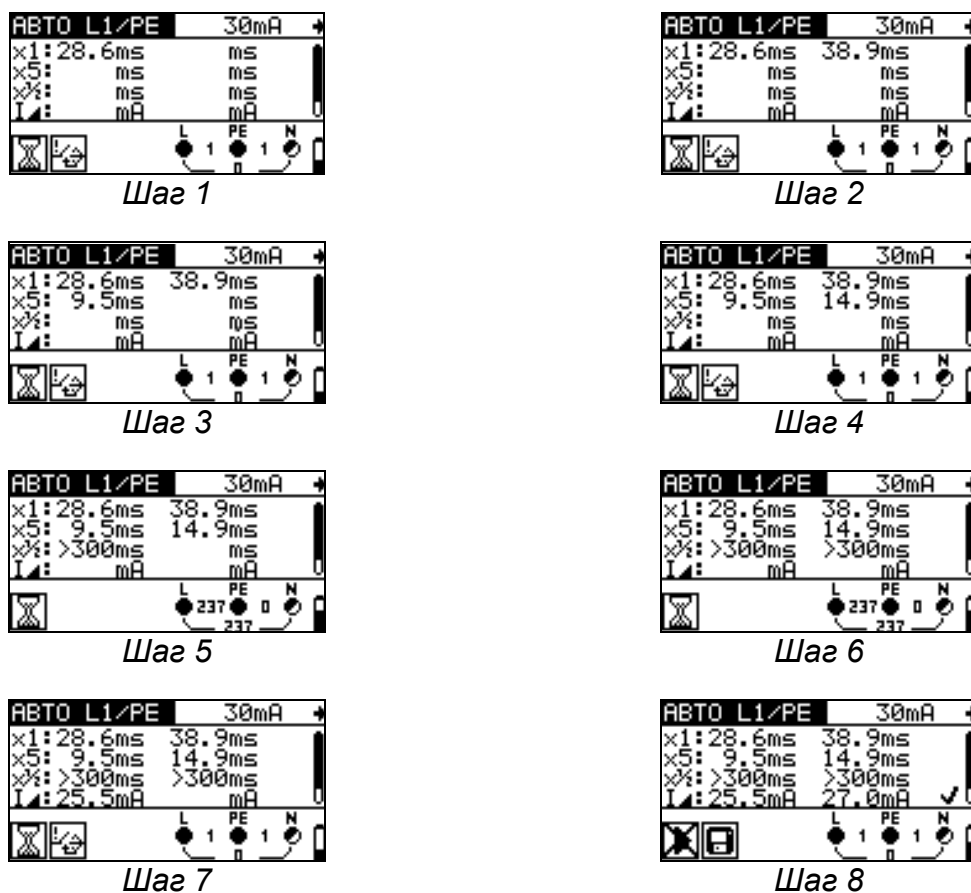 АВТО L1/PE 30mA
x1: 28.6ms ms
x5: ms ms
x½: ms ms
I◢: mA mA
L PE N
1 1
0
Шаг 1
АВТО L1/PE 30mA
x1: 28.6ms 38.9ms
x5: ms ms
x½: ms ms
I◢: mA mA
L PE N
1 1
0
Шаг 2
АВТО L1/PE 30mA
x1: 28.6ms 38.9ms
x5: 9.5ms ms
x½: ms ms
I◢: mA mA
L PE N
1 1
0
Шаг 3
АВТО L1/PE 30mA
x1: 28.6ms 38.9ms
x5: 9.5ms 14.9ms
x½: ms ms
I◢: mA mA
L PE N
1 1
0
Шаг 4
АВТО L1/PE 30mA
x1: 28.6ms 38.9ms
x5: 9.5ms 14.9ms
x½: >300ms ms
I◢: mA mA
L PE N
237 0
237
Шаг 5
АВТО L1/PE 30mA
x1: 28.6ms 38.9ms
x5: 9.5ms 14.9ms
x½: >300ms >300ms
I◢: mA mA
L PE N
237 0
237
Шаг 6
АВТО L1/PE 30mA
x1: 28.6ms 38.9ms
x5: 9.5ms 14.9ms
x½: >300ms >300ms
I◢: 25.5mA mA
L PE N
1 1
0
Шаг 7
АВТО L1/PE 30mA
x1: 28.6ms 38.9ms
x5: 9.5ms 14.9ms
x½: >300ms >300ms
I◢: 25.5mA 27.0mA ✓
L PE N
1 1
0
Шаг 8